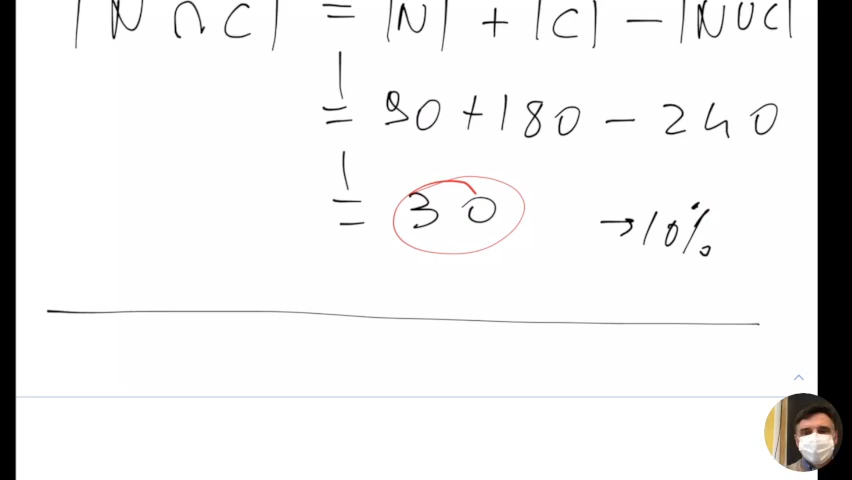 |N ∩ C| = |N| + |C| − |N∪C|
= 90 + 180 − 240
= 30 → 10%